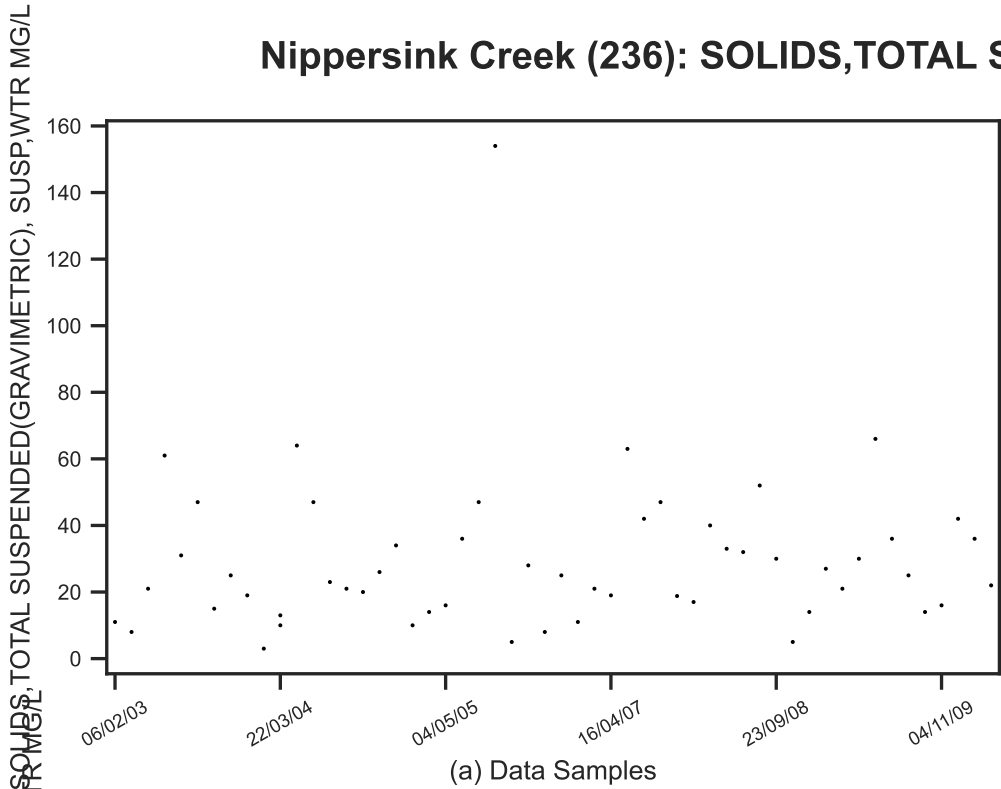 Nippersink Creek (236): SOLIDS,TOTAL S
SOLIDS,TOTAL SUSPENDED(GRAVIMETRIC), SUSP,WTR MG/L
TR MG/L
160
140
120
100
80
60
40
20
0
06/02/03 22/03/04 04/05/05 16/04/07 23/09/08 04/11/09
(a) Data Samples